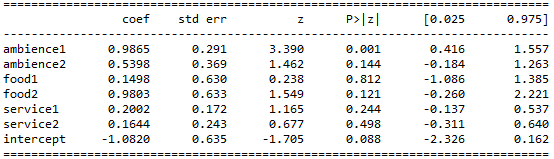 coef std err z P>|z| [0.025 0.975]
ambience1 0.9865 0.291 3.390 0.001 0.416 1.557
ambience2 0.5398 0.369 1.462 0.144 -0.184 1.263
food1 0.1498 0.630 0.238 0.812 -1.086 1.385
food2 0.9803 0.633 1.549 0.121 -0.260 2.221
service1 0.2002 0.172 1.165 0.244 -0.137 0.537
service2 0.1644 0.243 0.677 0.498 -0.311 0.640
intercept -1.0820 0.635 -1.705 0.088 -2.326 0.162